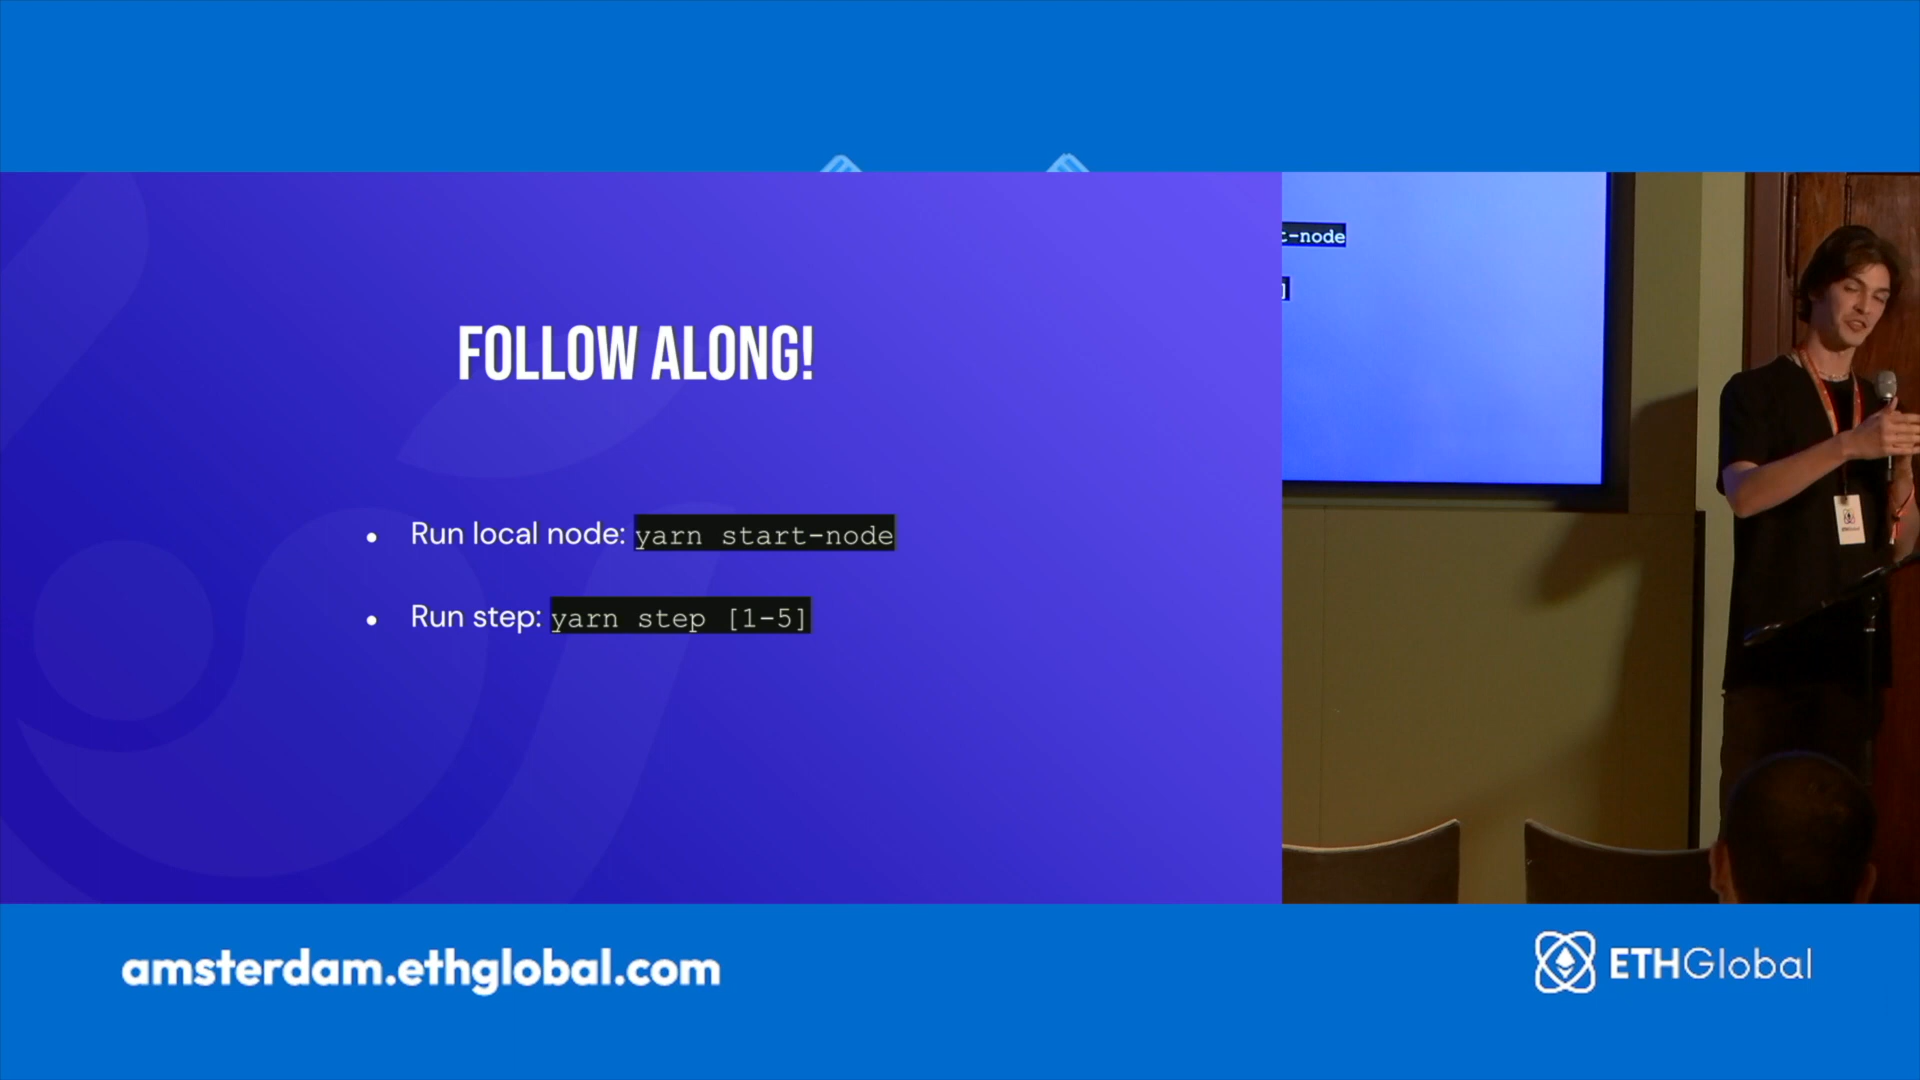 FOLLOW ALONG!
Run local node: yarn start-node
Run step: yarn step [1-5]
t-node
]
ETHGlobal
amsterdam.ethglobal.com
ETHGlobal